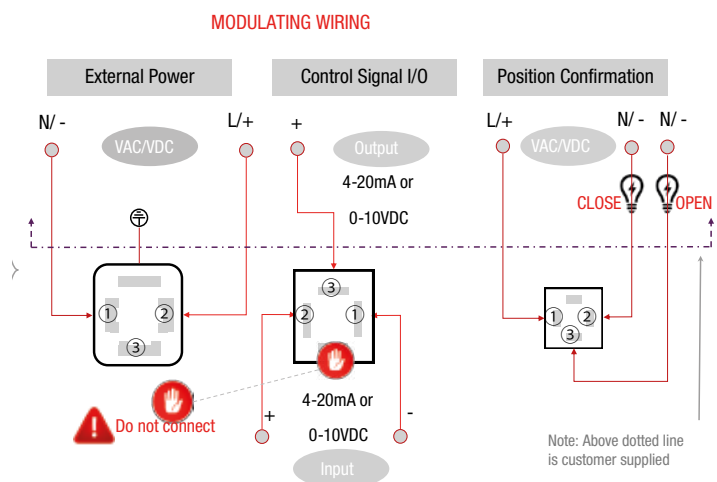 MODULATING WIRING
External Power
Control Signal I/O
Position Confirmation
N/ -
L/+
+
L/+
N/ -
N/ -
VAC/VDC
Output
VAC/VDC
4-20mA or
0-10VDC
CLOSE
OPEN
1
2
3
3
2
1
1
2
3
Do not connect
+
4-20mA or
-
0-10VDC
Input
Note: Above dotted line
is customer supplied